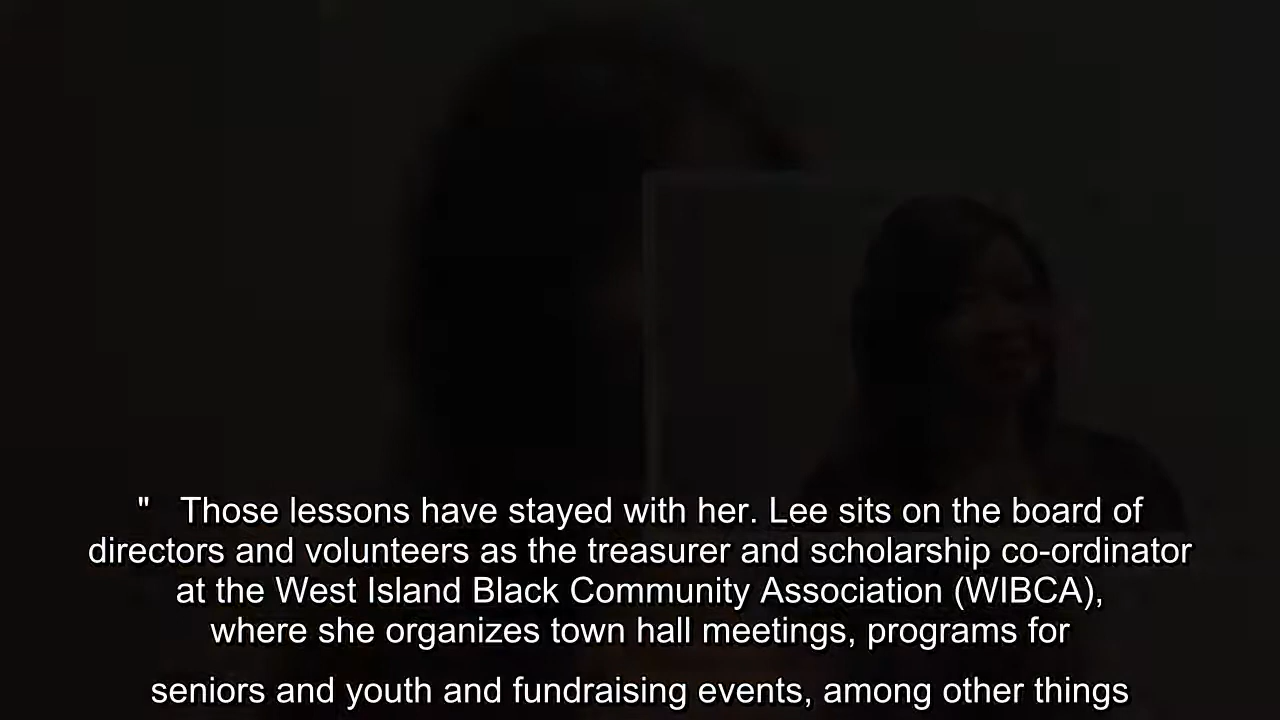 "   Those lessons have stayed with her. Lee sits on the board of
directors and volunteers as the treasurer and scholarship co-ordinator
at the West Island Black Community Association (WIBCA),
where she organizes town hall meetings, programs for
seniors and youth and fundraising events, among other things